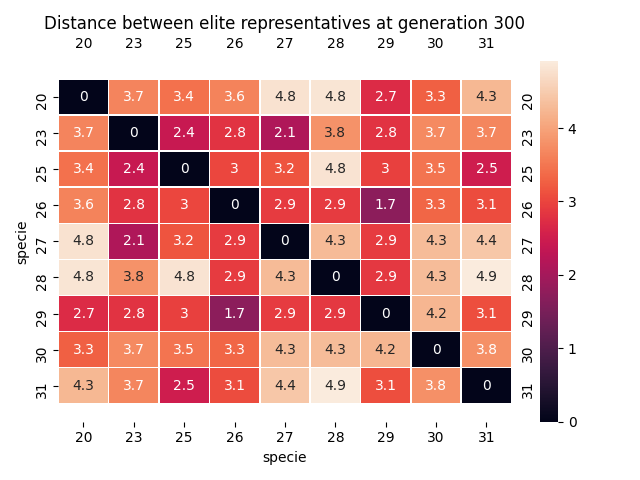 Distance between elite representatives at generation 300
20 23 25 26 27 28 29 30 31
20 0 3.7 3.4 3.6 4.8 4.8 2.7 3.3 4.3 20
23 3.7 0 2.4 2.8 2.1 3.8 2.8 3.7 3.7 23
25 3.4 2.4 0 3 3.2 4.8 3 3.5 2.5 25
26 3.6 2.8 3 0 2.9 2.9 1.7 3.3 3.1 26
27 4.8 2.1 3.2 2.9 0 4.3 2.9 4.3 4.4 27
28 4.8 3.8 4.8 2.9 4.3 0 2.9 4.3 4.9 28
29 2.7 2.8 3 1.7 2.9 2.9 0 4.2 3.1 29
30 3.3 3.7 3.5 3.3 4.3 4.3 4.2 0 3.8 30
31 4.3 3.7 2.5 3.1 4.4 4.9 3.1 3.8 0 31
20 23 25 26 27 28 29 30 31
specie
specie
4
3
2
1
0